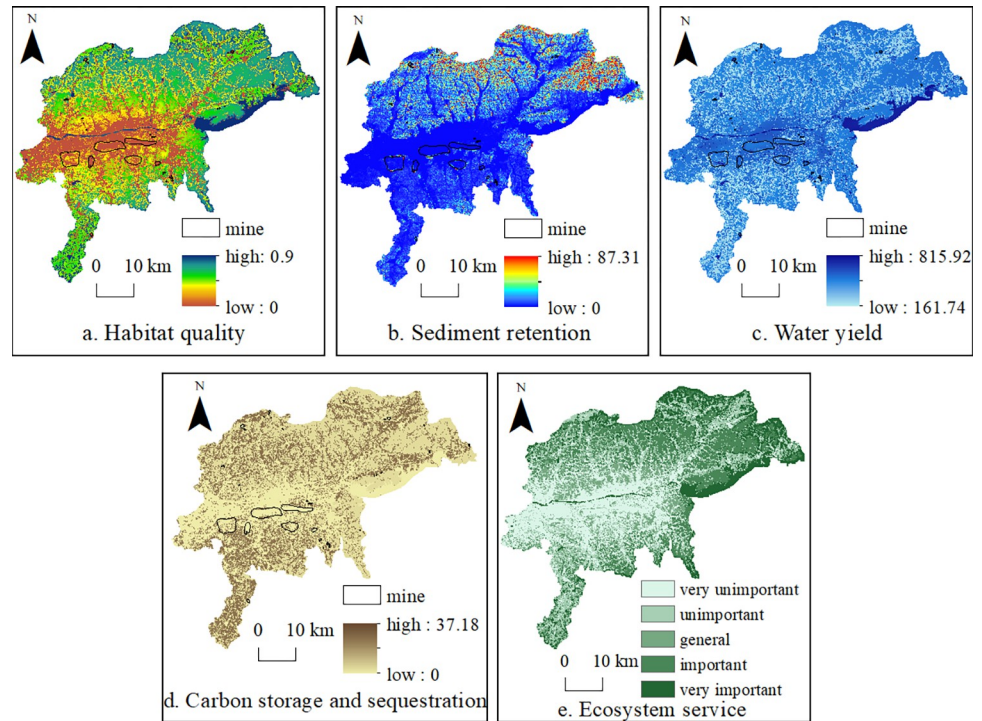 N
mine
high: 0.9
low : 0
0 10 km
a. Habitat quality
N
mine
high : 87.31
low : 0
0 10 km
b. Sediment retention
N
mine
high : 815.92
low : 161.74
0 10 km
c. Water yield
N
mine
high : 37.18
low : 0
0 10 km
d. Carbon storage and sequestration
N
very unimportant
unimportant
general
important
very important
0 10 km
e. Ecosystem service